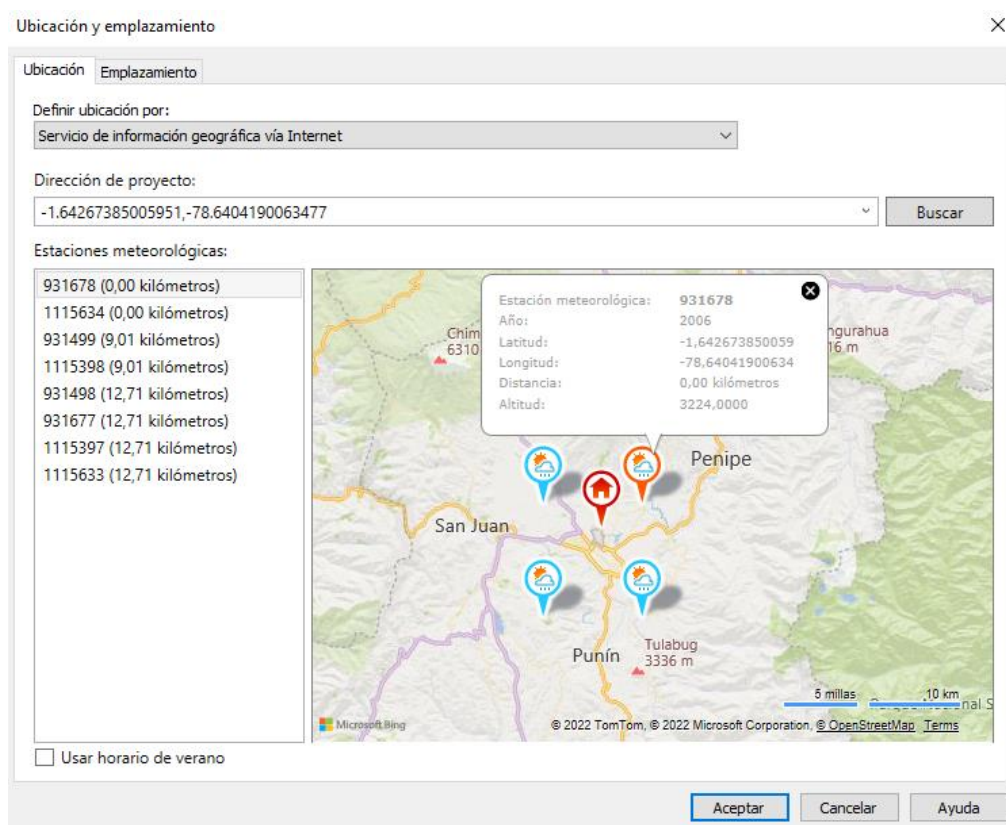 Ubicación y emplazamiento
Ubicación
Emplazamiento
Definir ubicación por:
Servicio de información geográfica vía Internet
Dirección de proyecto:
-1.64267385005951,-78.6404190063477
Buscar
Estaciones meteorológicas:
931678 (0,00 kilómetros)
1115634 (0,00 kilómetros)
931499 (9,01 kilómetros)
1115398 (9,01 kilómetros)
931498 (12,71 kilómetros)
931677 (12,71 kilómetros)
1115397 (12,71 kilómetros)
1115633 (12,71 kilómetros)
Estación meteorológica: 931678
Año: 2006
Latitud: -1,642673850059
Longitud: -78,64041900634
Distancia: 0,00 kilómetros
Altitud: 3224,0000
Chim
6310
ngurahua
16 m
Penipe
San Juan
Punín
Tulabug
3336 m
5 millas
10 km
nal S
Microsoft Bing
© 2022 TomTom, © 2022 Microsoft Corporation, © OpenStreetMap Terms
Usar horario de verano
Aceptar
Cancelar
Ayuda